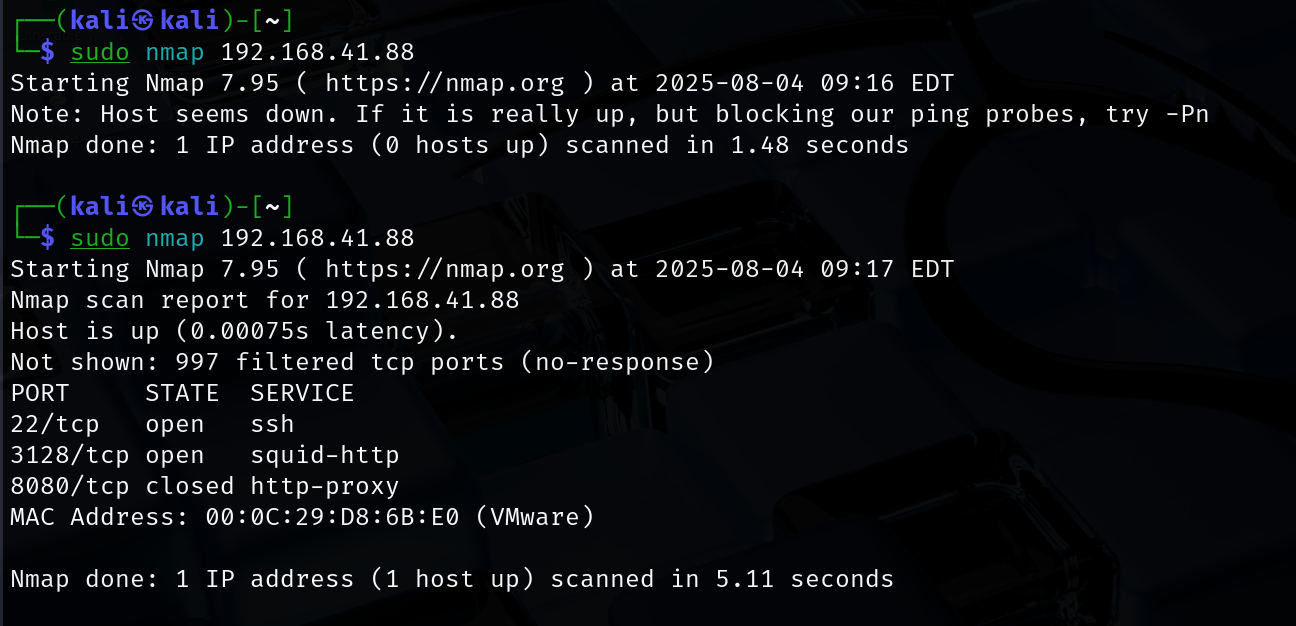 ┌──(kali㉿kali)-[~]
└─$ sudo nmap 192.168.41.88
Starting Nmap 7.95 ( https://nmap.org ) at 2025-08-04 09:16 EDT
Note: Host seems down. If it is really up, but blocking our ping probes, try -Pn
Nmap done: 1 IP address (0 hosts up) scanned in 1.48 seconds

┌──(kali㉿kali)-[~]
└─$ sudo nmap 192.168.41.88
Starting Nmap 7.95 ( https://nmap.org ) at 2025-08-04 09:17 EDT
Nmap scan report for 192.168.41.88
Host is up (0.00075s latency).
Not shown: 997 filtered tcp ports (no-response)
PORT     STATE  SERVICE
22/tcp   open   ssh
3128/tcp open   squid-http
8080/tcp closed http-proxy
MAC Address: 00:0C:29:D8:6B:E0 (VMware)

Nmap done: 1 IP address (1 host up) scanned in 5.11 seconds